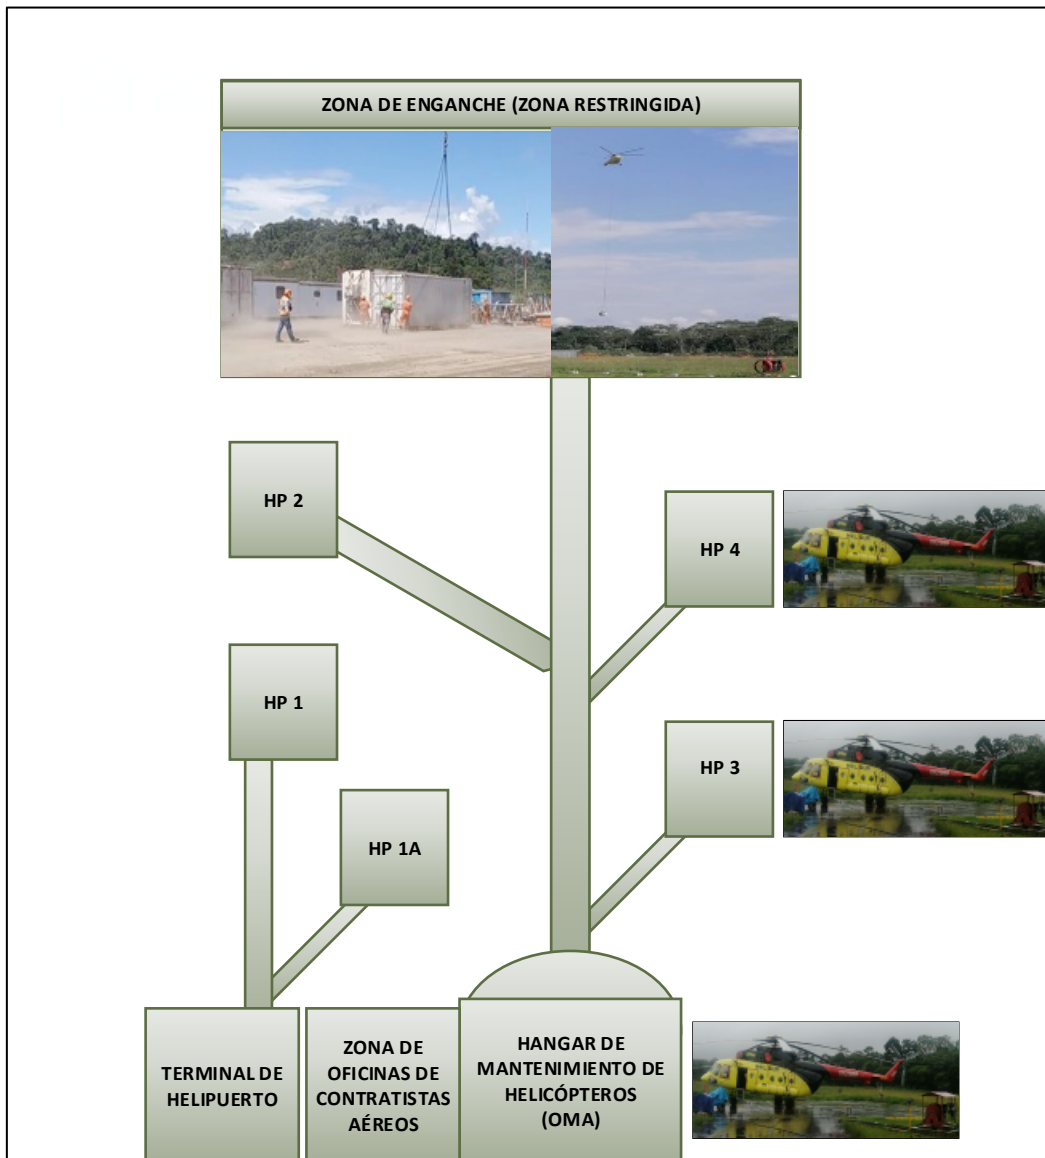 ZONA DE ENGANCHE (ZONA RESTRINGIDA)
HP 2
HP 4
HP 1
HP 3
HP 1A
TERMINAL DE
HELIPUERTO
ZONA DE
OFICINAS DE
CONTRATISTAS
AÉREOS
HANGAR DE
MANTENIMIENTO DE
HELICÓPTEROS
(OMA)